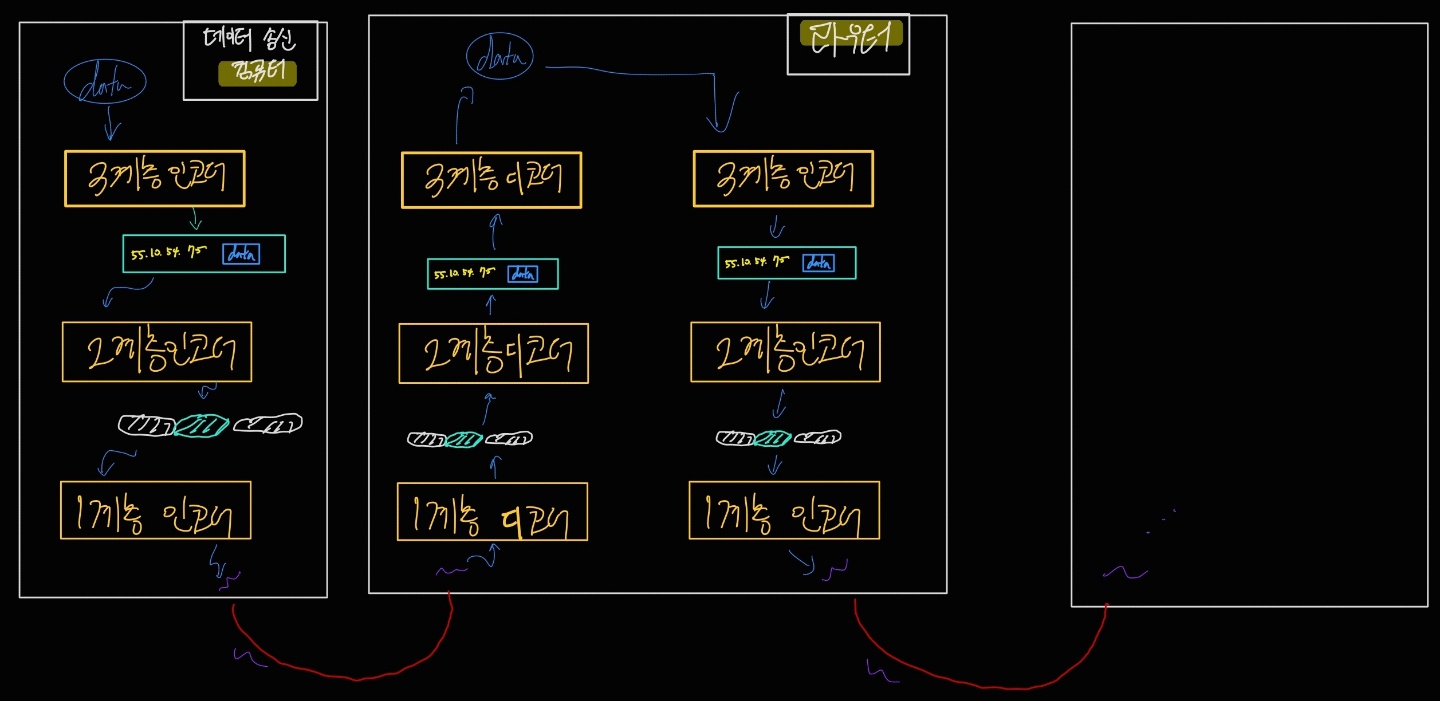 데이터 송신
컴퓨터
data
3계층 인코더
55.10.54.75 data
2계층인코더
1계층 인코더
라우터
data
3계층 디코더
55.10.54.75 data
2계층디코더
1계층 디코더
3계층 인코더
55.10.54.75 data
2계층인코더
1계층 인코더